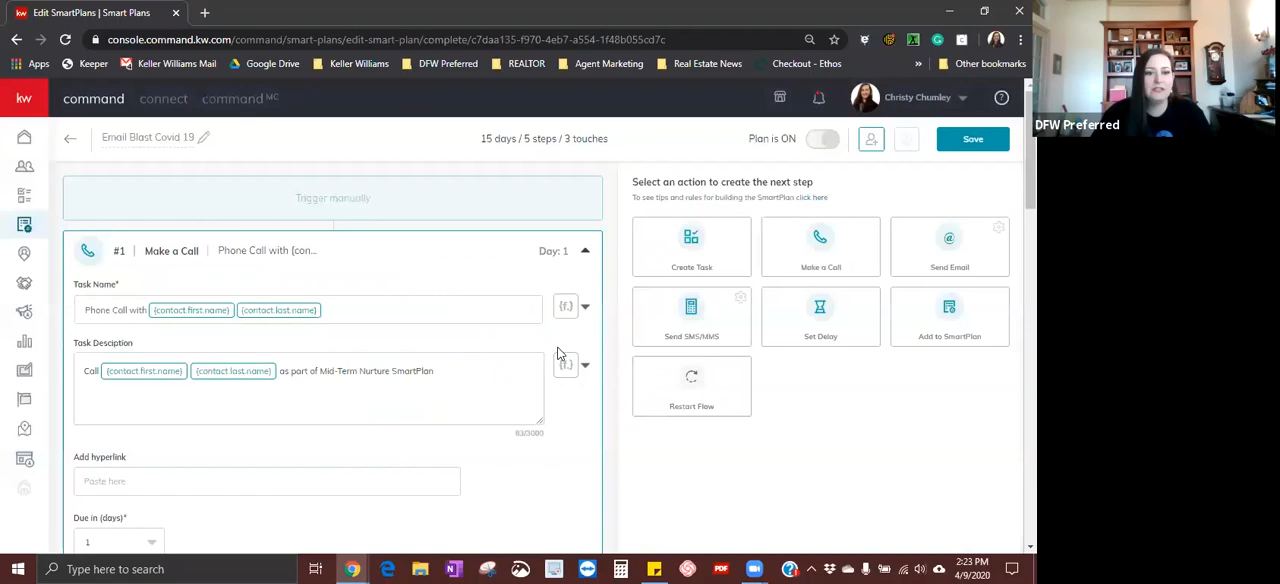 kw Edit SmartPlans | Smart Plans
console.command.kw.com/command/smart-plans/edit-smart-plan/complete/c7daa135-f970-4eb7-a554-1f48b055cd7c
Apps Keeper Keller Williams Mail Google Drive Keller Williams DFW Preferred REALTOR Agent Marketing Real Estate News Checkout - Ethos » Other bookmarks
DFW Preferred
kw command connect command MC Christy Chumley
Email Blast Covid 19 15 days / 5 steps / 3 touches Plan is ON Save
Trigger manually
#1 Make a Call Phone Call with {con... Day: 1
Task Name*
Phone Call with {contact.first.name} {contact.last.name} {f.}
Task Desciption
Call {contact.first.name} {contact.last.name} as part of Mid-Term Nurture SmartPlan {f.}
83/3000
Add hyperlink
Paste here
Due in (days)*
1
Select an action to create the next step
To see tips and rules for building the SmartPlan click here
Create Task Make a Call Send Email
Send SMS/MMS Set Delay Add to SmartPlan
Restart Flow
Type here to search
PDF
2:23 PM
4/9/2020